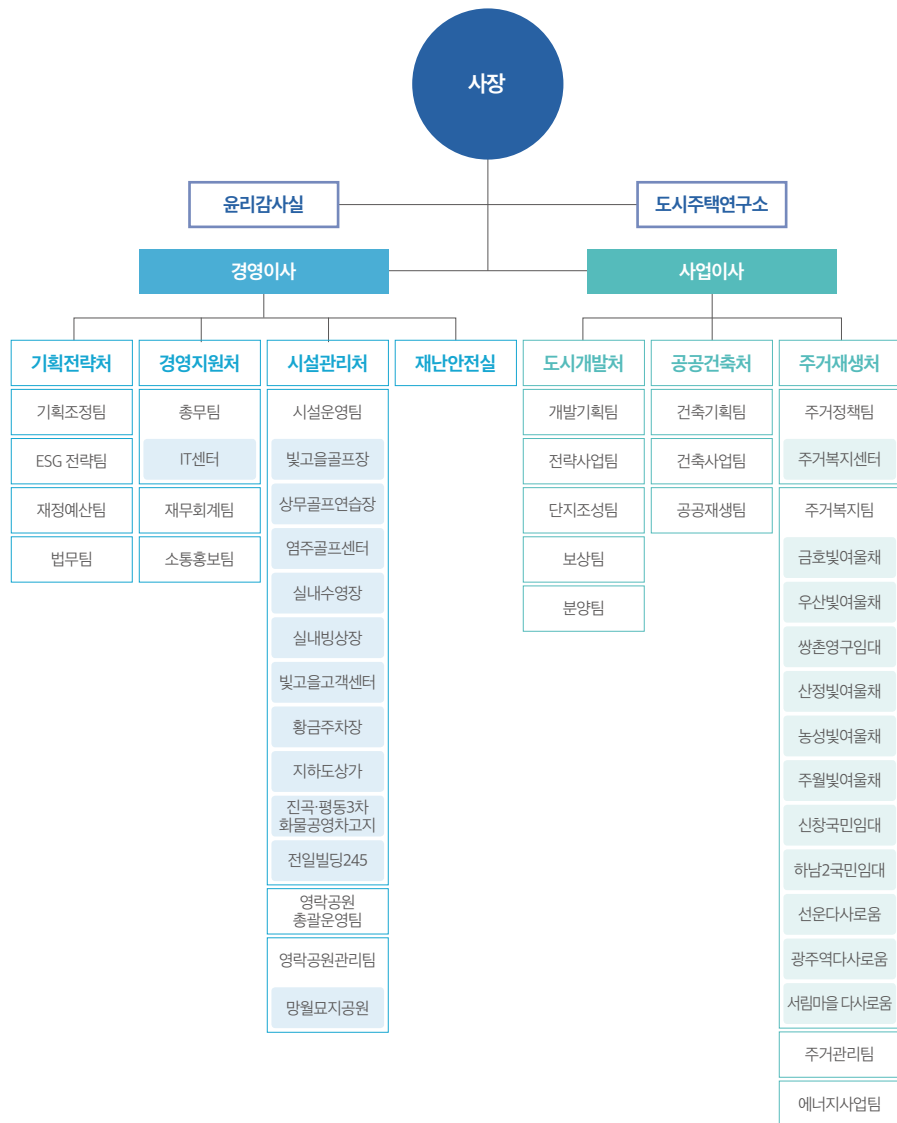 사장
윤리감사실
도시주택연구소
경영이사
사업이사
기획전략처
기획조정팀
ESG 전략팀
재정예산팀
법무팀
경영지원처
총무팀
IT센터
재무회계팀
소통홍보팀
시설관리처
시설운영팀
빛고을골프장
상무골프연습장
염주골프센터
실내수영장
실내빙상장
빛고을고객센터
황금주차장
지하도상가
진곡·평동3차
화물공영차고지
전일빌딩245
영락공원
총괄운영팀
영락공원관리팀
망월묘지공원
재난안전실
도시개발처
개발기획팀
전략사업팀
단지조성팀
보상팀
분양팀
공공건축처
건축기획팀
건축사업팀
공공재생팀
주거재생처
주거정책팀
주거복지센터
주거복지팀
금호빛여울채
우산빛여울채
쌍촌영구임대
산정빛여울채
농성빛여울채
주월빛여울채
신창국민임대
하남2국민임대
선운다사로움
광주역다사로움
서림마을 다사로움
주거관리팀
에너지사업팀